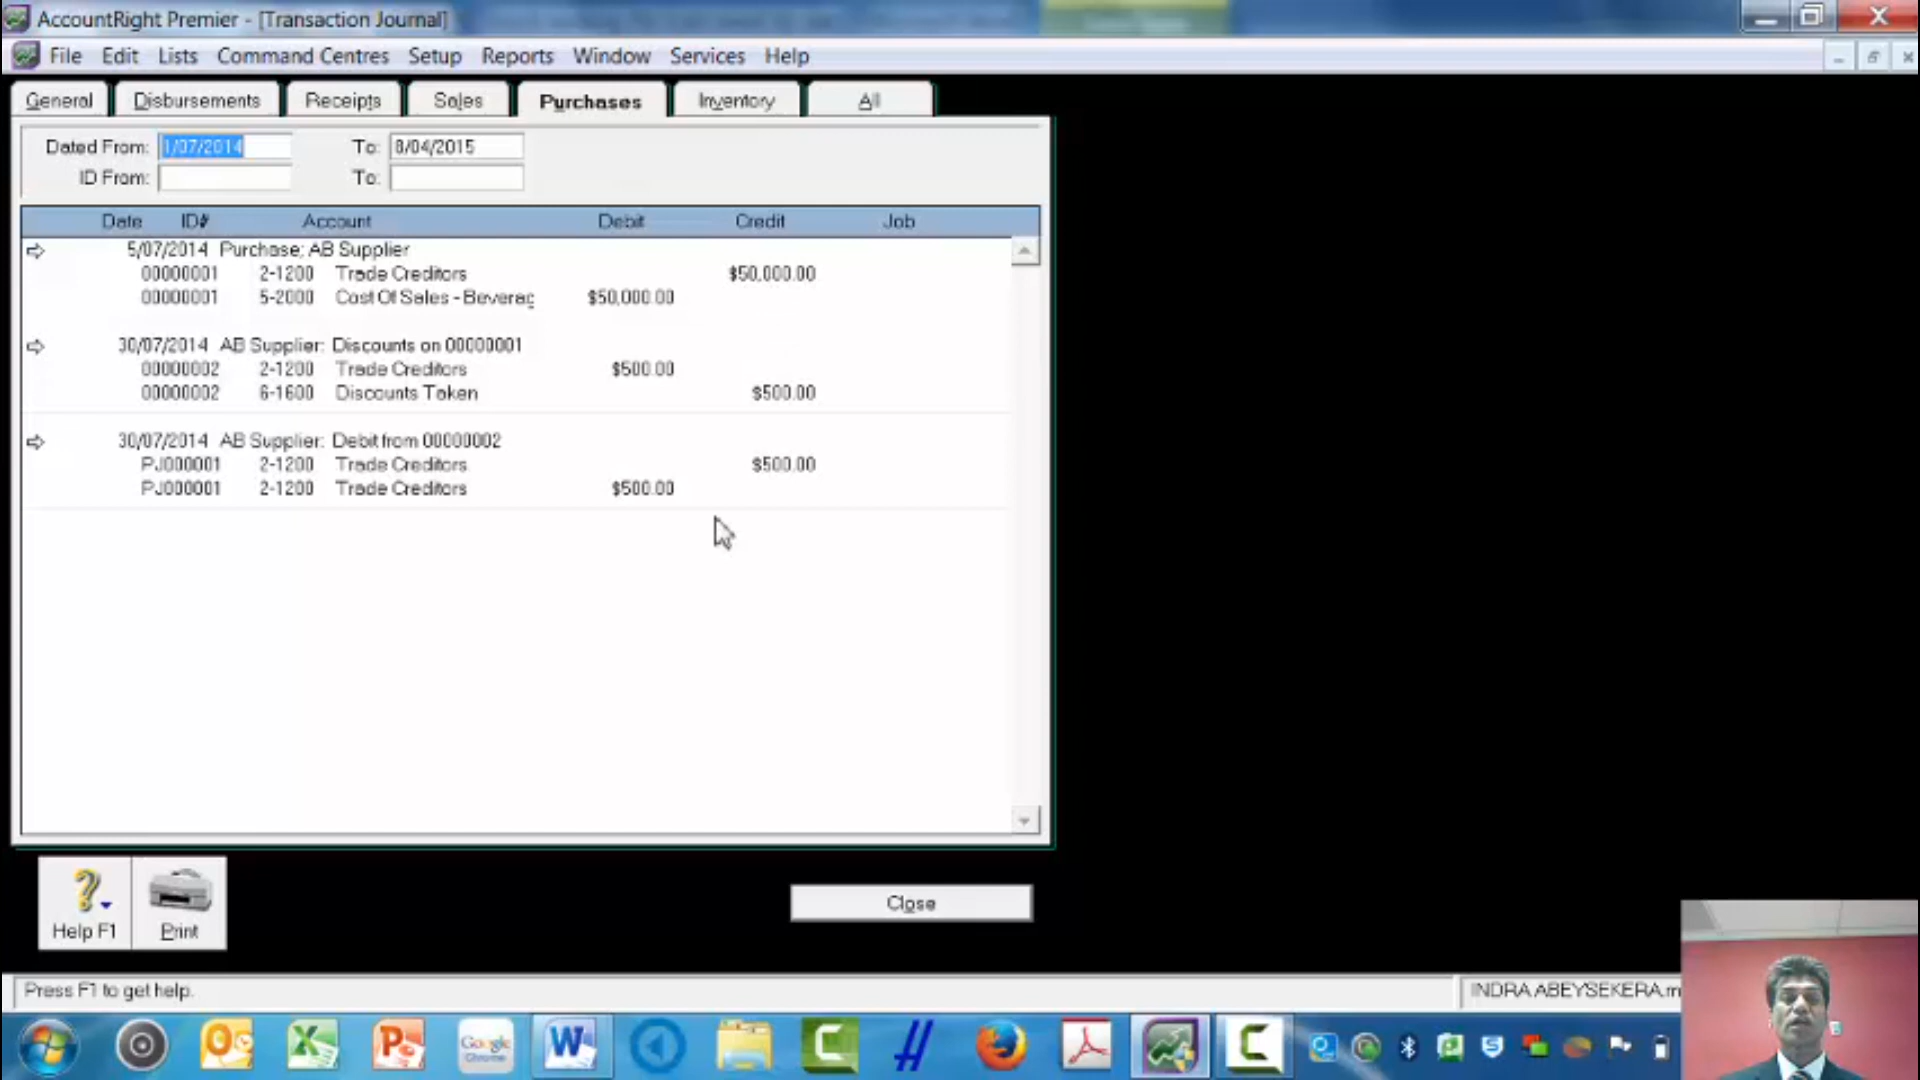 AccountRight Premier - [Transaction Journal]
File Edit Lists Command Centres Setup Reports Window Services Help
General Disbursements Receipts Sales Purchases Inventory All
Dated From: 1/07/2014 To: 8/04/2015
ID From: To:
Date ID# Account Debit Credit Job
5/07/2014 Purchase; AB Supplier
00000001 2-1200 Trade Creditors $50,000.00
00000001 5-2000 Cost Of Sales - Beverag $50,000.00
30/07/2014 AB Supplier: Discounts on 00000001
00000002 2-1200 Trade Creditors $500.00
00000002 6-1600 Discounts Taken $500.00
30/07/2014 AB Supplier: Debit from 00000002
PJ000001 2-1200 Trade Creditors $500.00
PJ000001 2-1200 Trade Creditors $500.00
Close
Help F1 Print
Press F1 to get help.
INDRA ABEYSEKERA.m
Google
Chrome